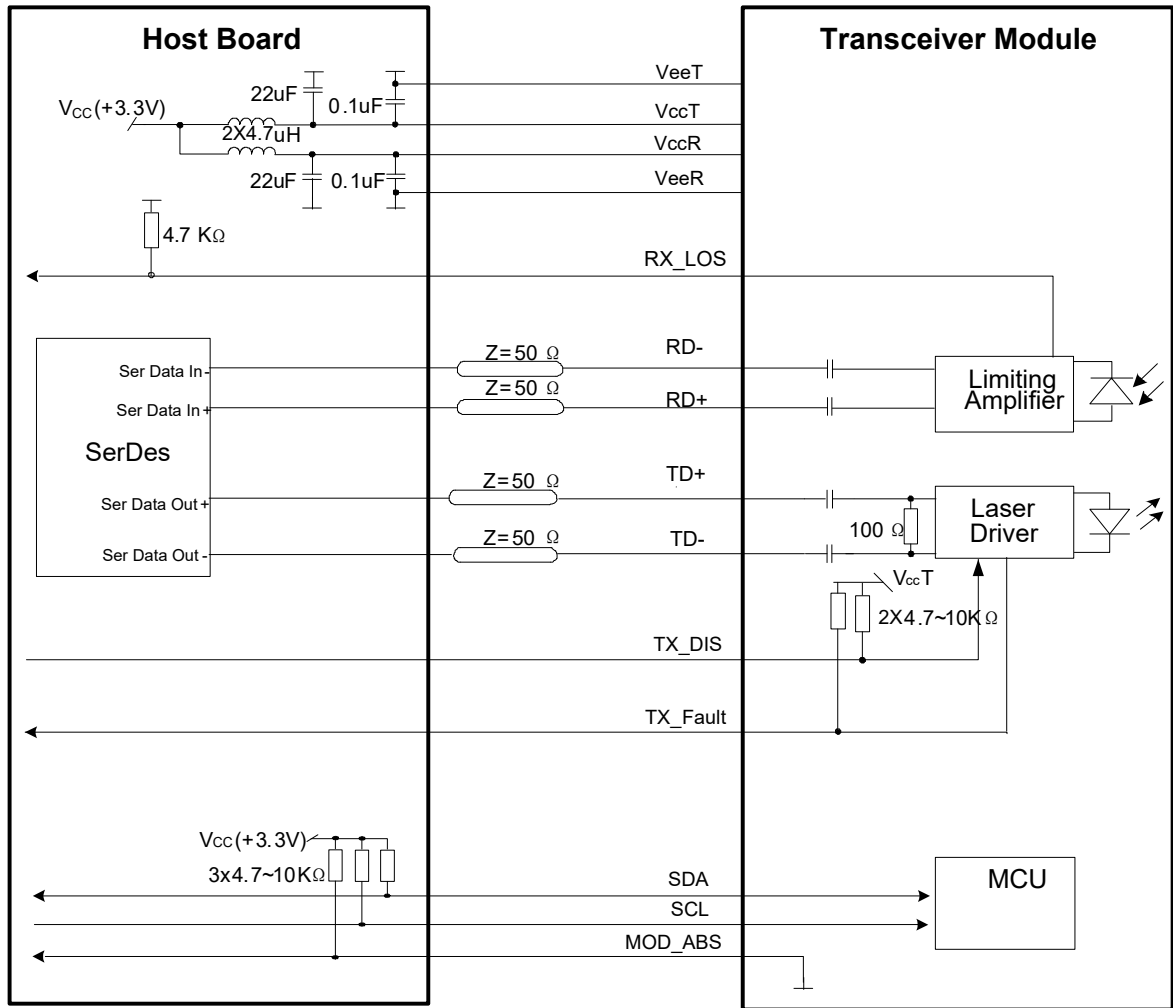 Host Board
Transceiver Module
VeeT
22uF
0.1uF
VCC(+3.3V)
VccT
2X4.7uH
VccR
22uF
0.1uF
VeeR
4.7 KΩ
RX_LOS
Z=50 Ω
RD-
Ser Data In-
Limiting
Amplifier
Z=50 Ω
RD+
Ser Data In+
SerDes
Z=50 Ω
TD+
Ser Data Out+
Laser
Driver
100 Ω
Z=50 Ω
TD-
Ser Data Out-
VccT
2X4.7~10KΩ
TX_DIS
TX_Fault
VCC(+3.3V)
3x4.7~10KΩ
SDA
MCU
SCL
MOD_ABS